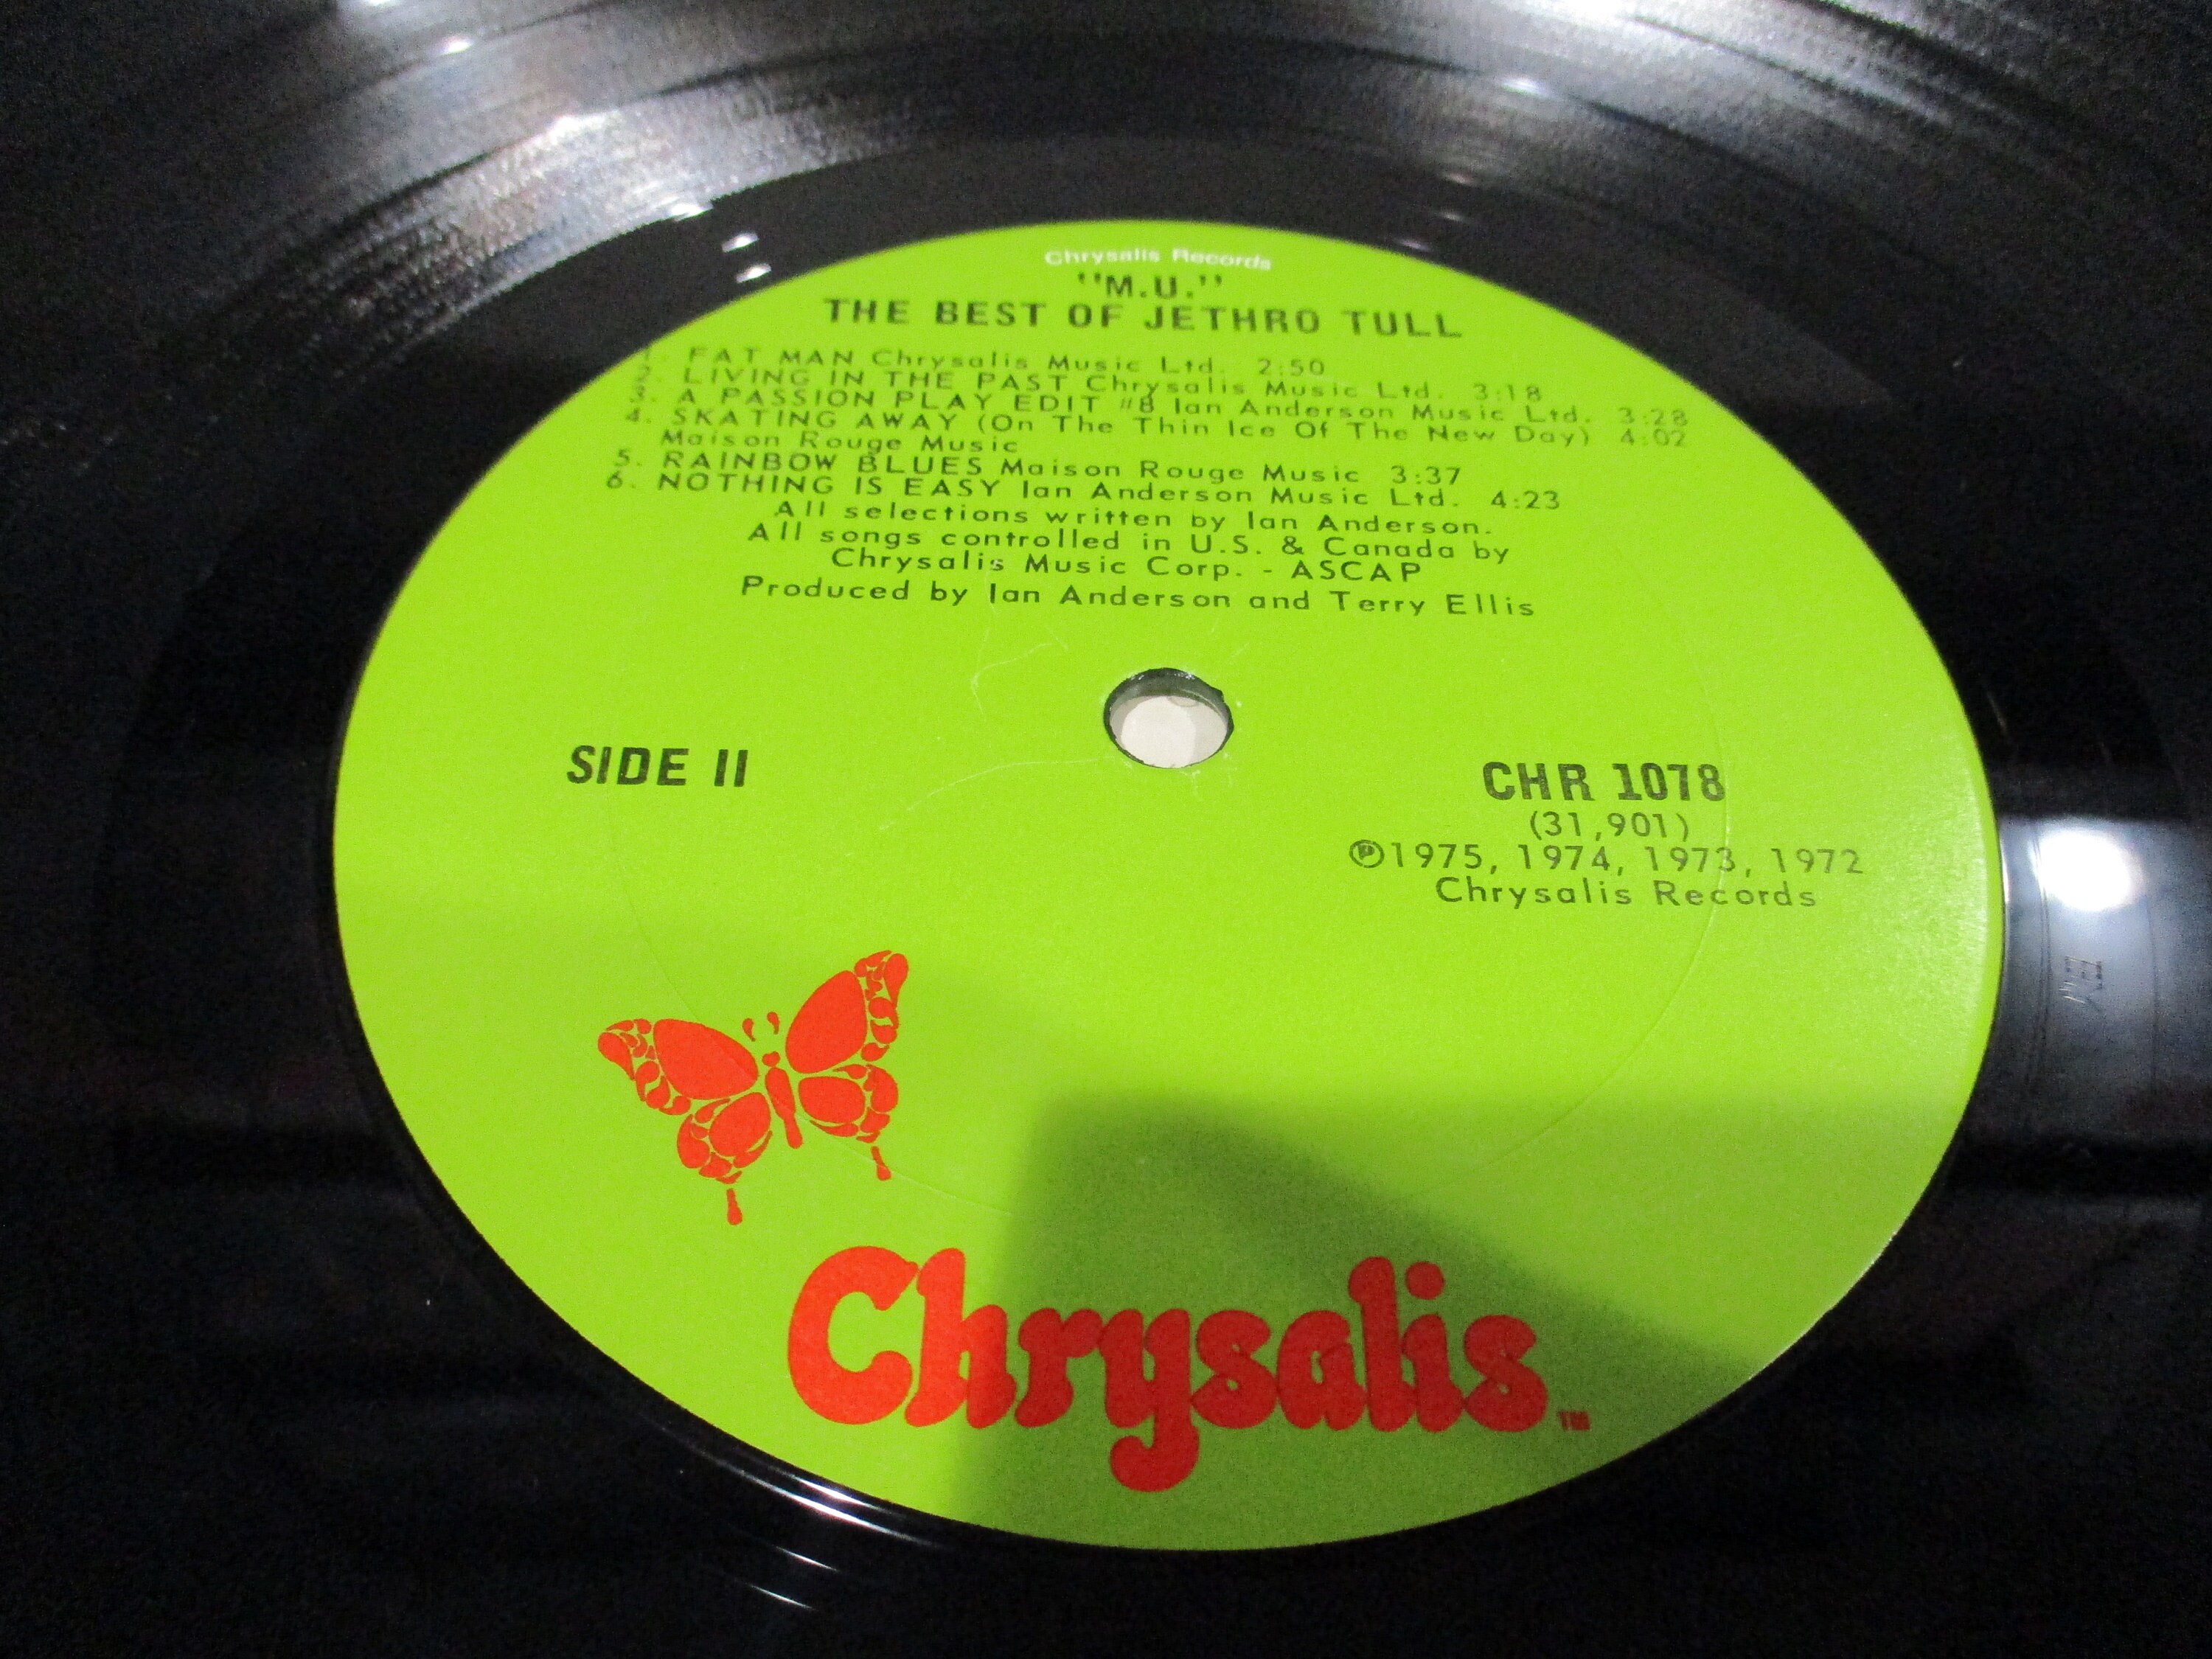 Chrysalis Records
"M.U."
THE BEST OF JETHRO TULL
1. FAT MAN Chrysalis Music Ltd. 2:50
2. LIVING IN THE PAST Chrysalis Music Ltd. 3:18
3. A PASSION PLAY EDIT #8 Ian Anderson Music Ltd. 3:28
4. SKATING AWAY (On The Thin Ice Of The New Day) 4:02
Maison Rouge Music
5. RAINBOW BLUES Maison Rouge Music 3:37
6. NOTHING IS EASY Ian Anderson Music Ltd. 4:23
All selections written by Ian Anderson.
All songs controlled in U.S. & Canada by
Chrysalis Music Corp. - ASCAP
Produced by Ian Anderson and Terry Ellis
SIDE II
CHR 1078
(31,901)
Ⓟ1975, 1974, 1973, 1972
Chrysalis Records
Chrysalis™